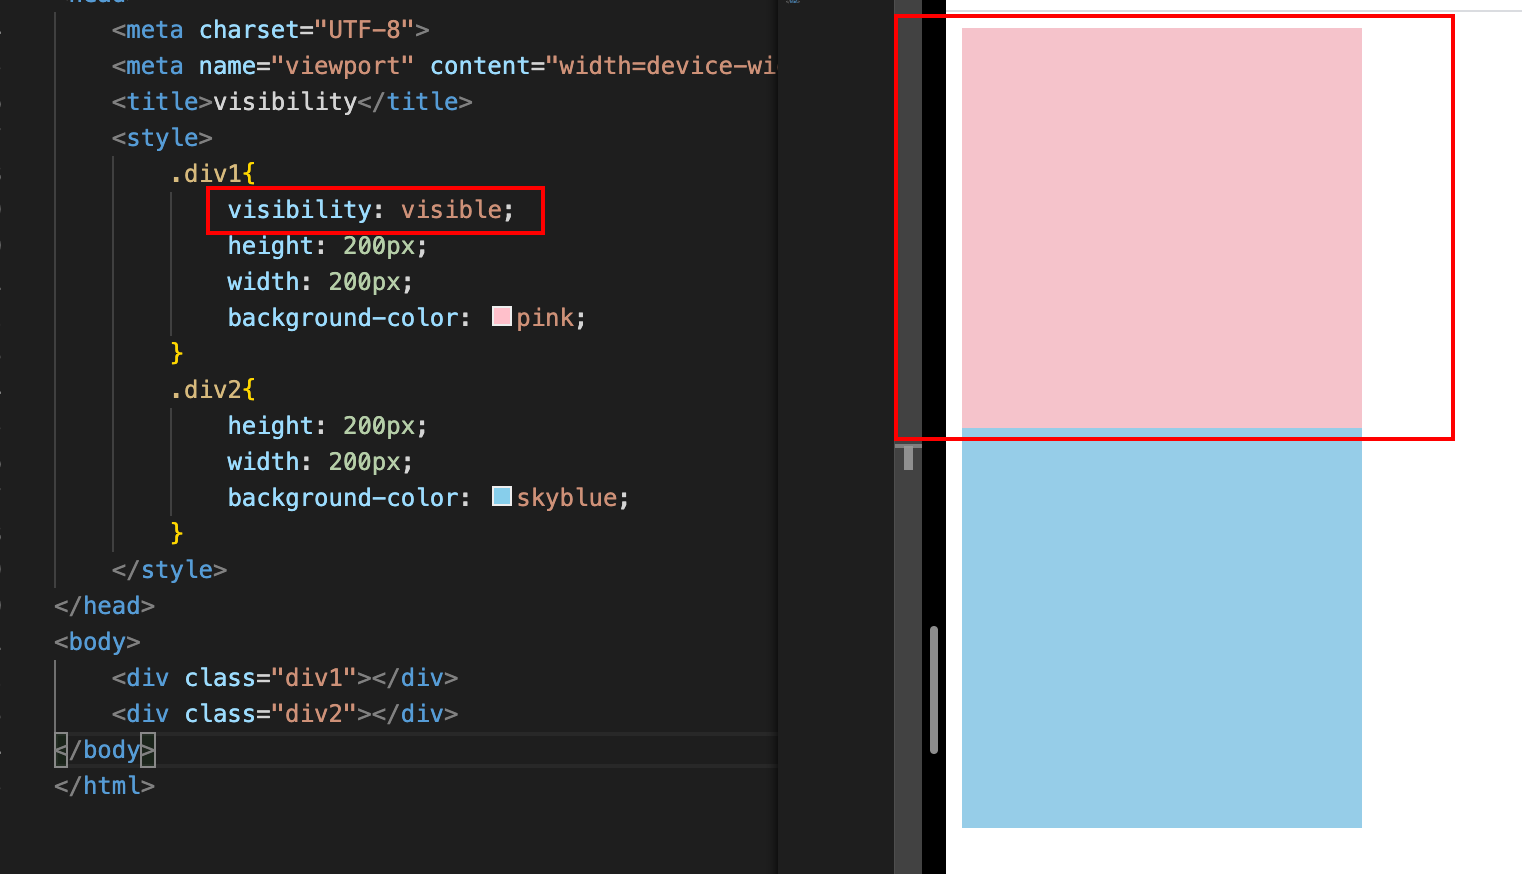 <meta charset="UTF-8">
<meta name="viewport" content="width=device-wi
<title>visibility</title>
<style>
.div1{
visibility: visible;
height: 200px;
width: 200px;
background-color: pink;
}
.div2{
height: 200px;
width: 200px;
background-color: skyblue;
}
</style>
</head>
<body>
<div class="div1"></div>
<div class="div2"></div>
</body>
</html>